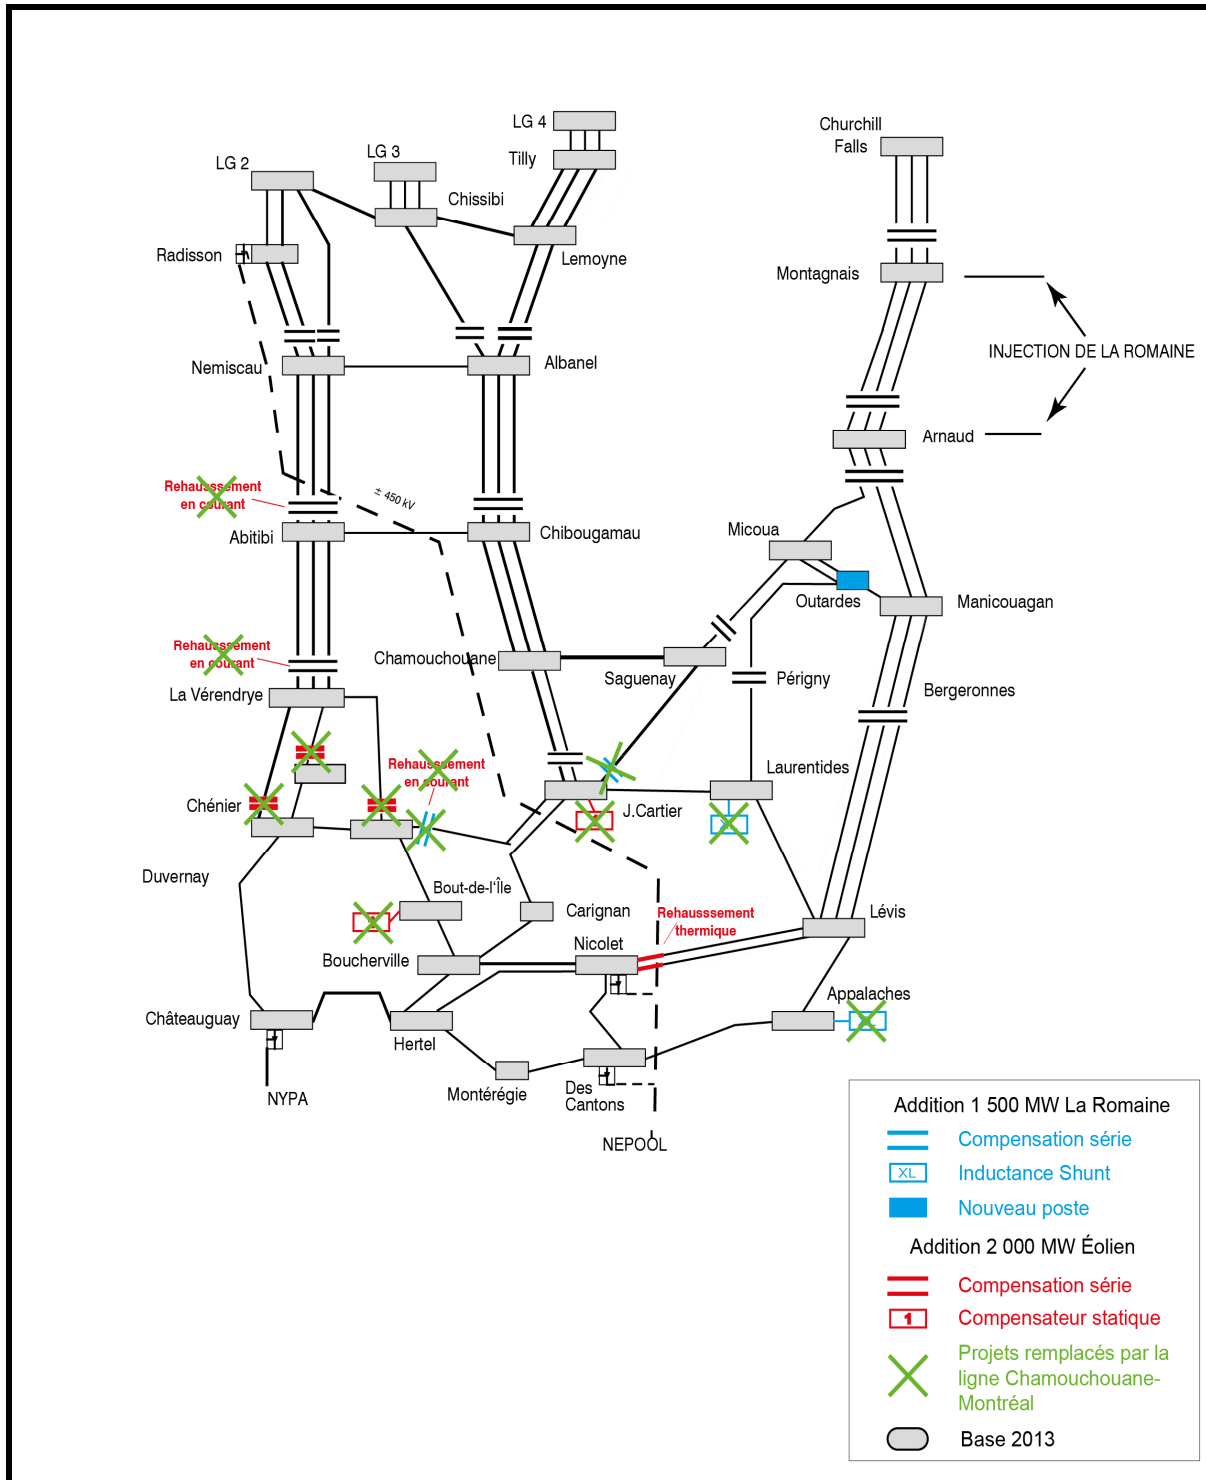 LG 4
Churchill
Falls
LG 3
Tilly
LG 2
Chissibi
Radisson
Lemoyne
Montagnais
INJECTION DE LA ROMAINE
Nemiscau
Albanel
Arnaud
Rehaussement
en courant
± 450 kV
Abitibi
Chibougamau
Micoua
Outardes
Manicouagan
Rehaussement
en courant
Chamouchouane
Saguenay
Périgny
La Vérendrye
Bergeronnes
Rehaussement
en courant
Laurentides
Chénier
J.Cartier
1
XL
Duvernay
Bout-de-l'Île
Carignan
Rehausssement
thermique
Lévis
Nicolet
Boucherville
Appalaches
Châteauguay
Hertel
Montérégie
Des
Cantons
NYPA
NEPOOL
Addition 1 500 MW La Romaine
Compensation série
XL Inductance Shunt
Nouveau poste
Addition 2 000 MW Éolien
Compensation série
1 Compensateur statique
Projets remplacés par la
ligne Chamouchouane-
Montréal
Base 2013